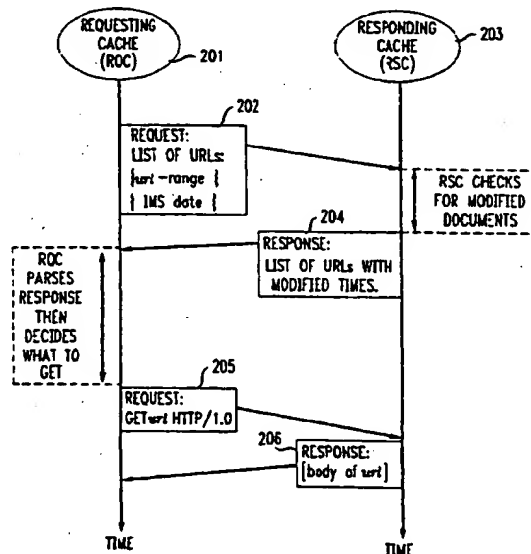 REQUESTING
CACHE
(ROC)
201
RESPONDING
CACHE
(RSC)
203
202
REQUEST:
LIST OF URLs:
{url-range {
{ IMS date }
RSC CHECKS
FOR MODIFIED
DOCUMENTS
204
RESPONSE:
LIST OF URLs WITH
MODIFIED TIMES.
ROC
PARSES
RESPONSE
THEN
DECIDES
WHAT TO
GET
205
REQUEST:
GET url HTTP/1.0
206
RESPONSE:
[body of url]
TIME
TIME